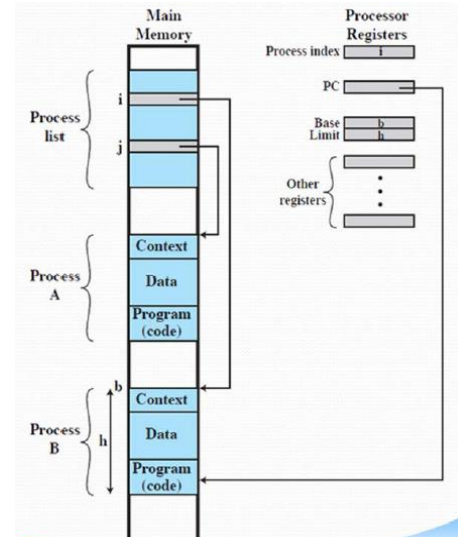 Main
Memory
Processor
Registers
Process index
i
PC
Base
b
Limit
h
Other
registers
Process
list
i
j
Process
A
Context
Data
Program
(code)
Process
B
b
h
Context
Data
Program
(code)